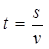 t = s/v